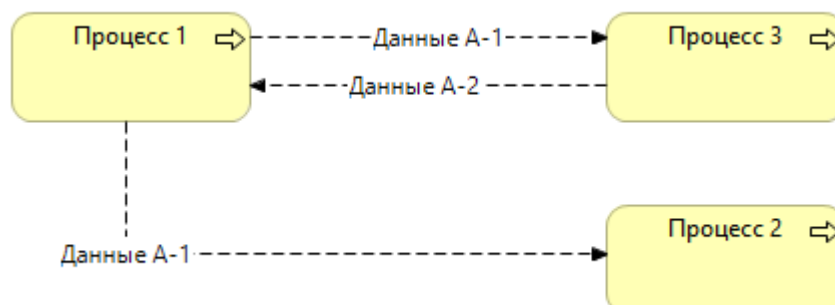 Процесс 1
Данные А-1
Процесс 3
Данные А-2
Процесс 2
Данные А-1